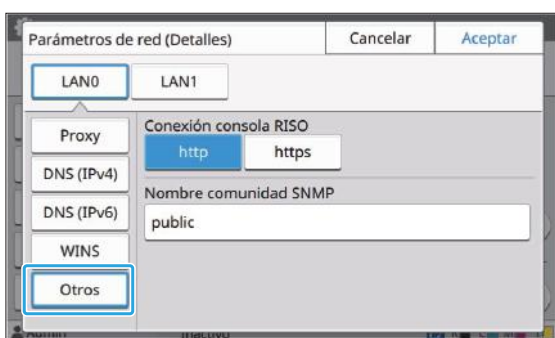 Parámetros de red (Detalles)
Cancelar
Aceptar
LAN0
LAN1
Proxy
DNS (IPv4)
DNS (IPv6)
WINS
Otros
Conexión consola RISO
http
https
Nombre comunidad SNMP
public